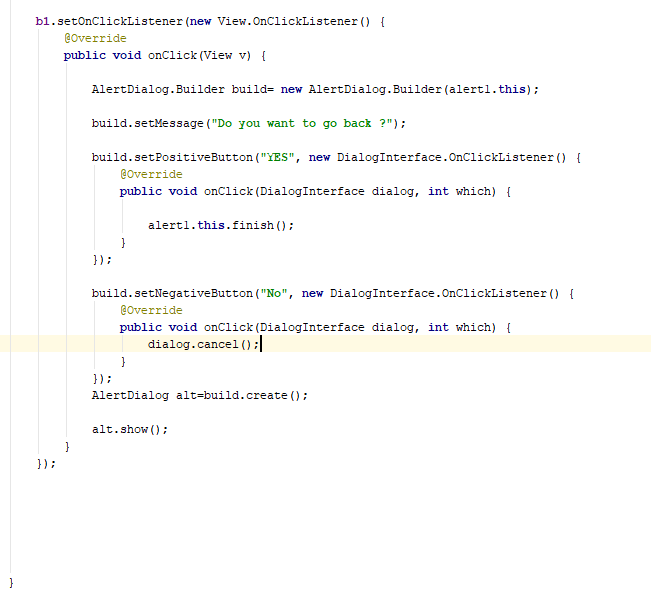 b1.setOnClickListener(new View.OnClickListener() {
@Override
public void onClick(View v) {
AlertDialog.Builder build= new AlertDialog.Builder(alert1.this);
build.setMessage("Do you want to go back ?");
build.setPositiveButton("YES", new DialogInterface.OnClickListener() {
@Override
public void onClick(DialogInterface dialog, int which) {
alert1.this.finish();
}
});
build.setNegativeButton("No", new DialogInterface.OnClickListener() {
@Override
public void onClick(DialogInterface dialog, int which) {
dialog.cancel();
}
});
AlertDialog alt=build.create();
alt.show();
}
});
}